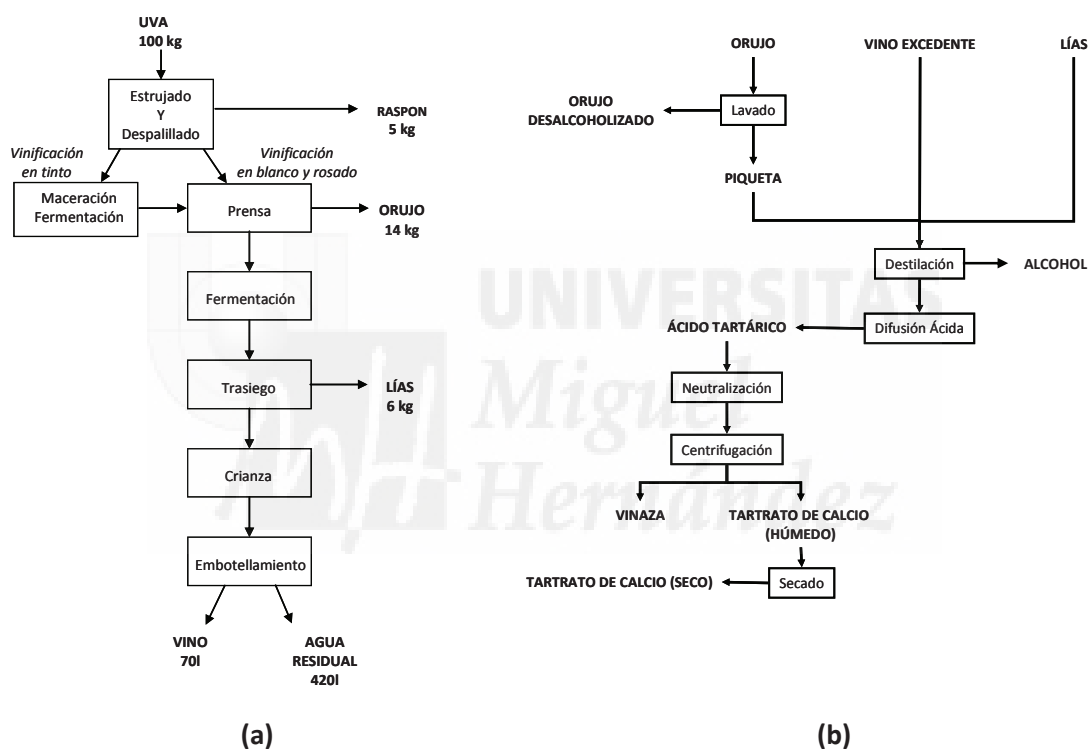 UVA
100 kg
Estrujado
Y
Despalillado
RASPON
5 kg
Vinificación
en tinto
Vinificación
en blanco y rosado
Maceración
Fermentación
Prensa
ORUJO
14 kg
Fermentación
Trasiego
LÍAS
6 kg
Crianza
Embotellamiento
VINO
70l
AGUA
RESIDUAL
420l
(a)
ORUJO
VINO EXCEDENTE
LÍAS
ORUJO
DESALCOHOLIZADO
Lavado
PIQUETA
Destilación
ALCOHOL
ÁCIDO TARTÁRICO
Difusión Ácida
Neutralización
Centrifugación
VINAZA
TARTRATO DE CALCIO
(HÚMEDO)
TARTRATO DE CALCIO (SECO)
Secado
(b)
UNIVERSITAS
Miguel
Hernández